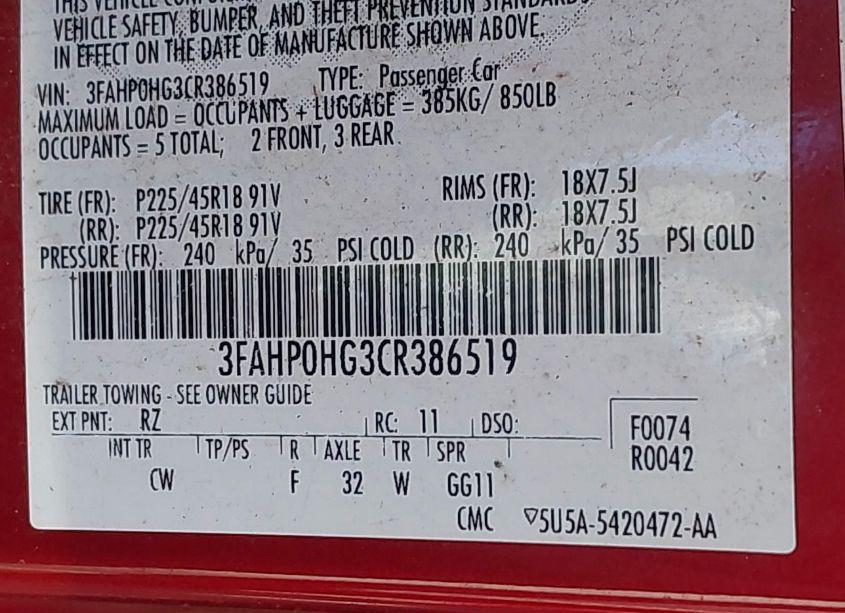 THIS VEHICLE
VEHICLE SAFETY, BUMPER, AND THEFT PREVENTION STANDARDS
IN EFFECT ON THE DATE OF MANUFACTURE SHOWN ABOVE.
VIN: 3FAHP0HG3CR386519 TYPE: Passenger Car
MAXIMUM LOAD = OCCUPANTS + LUGGAGE = 385KG/ 850LB
OCCUPANTS = 5 TOTAL; 2 FRONT, 3 REAR
TIRE (FR): P225/45R18 91V RIMS (FR): 18X7.5J
(RR): P225/45R18 91V (RR): 18X7.5J
PRESSURE (FR): 240 kPa/ 35 PSI COLD (RR): 240 kPa/ 35 PSI COLD
3FAHP0HG3CR386519
TRAILER TOWING - SEE OWNER GUIDE
EXT PNT: RZ RC: 11 DSO: F0074
INT TR TP/PS R AXLE TR SPR R0042
CW F 32 W GG11
CMC ▽5U5A-5420472-AA